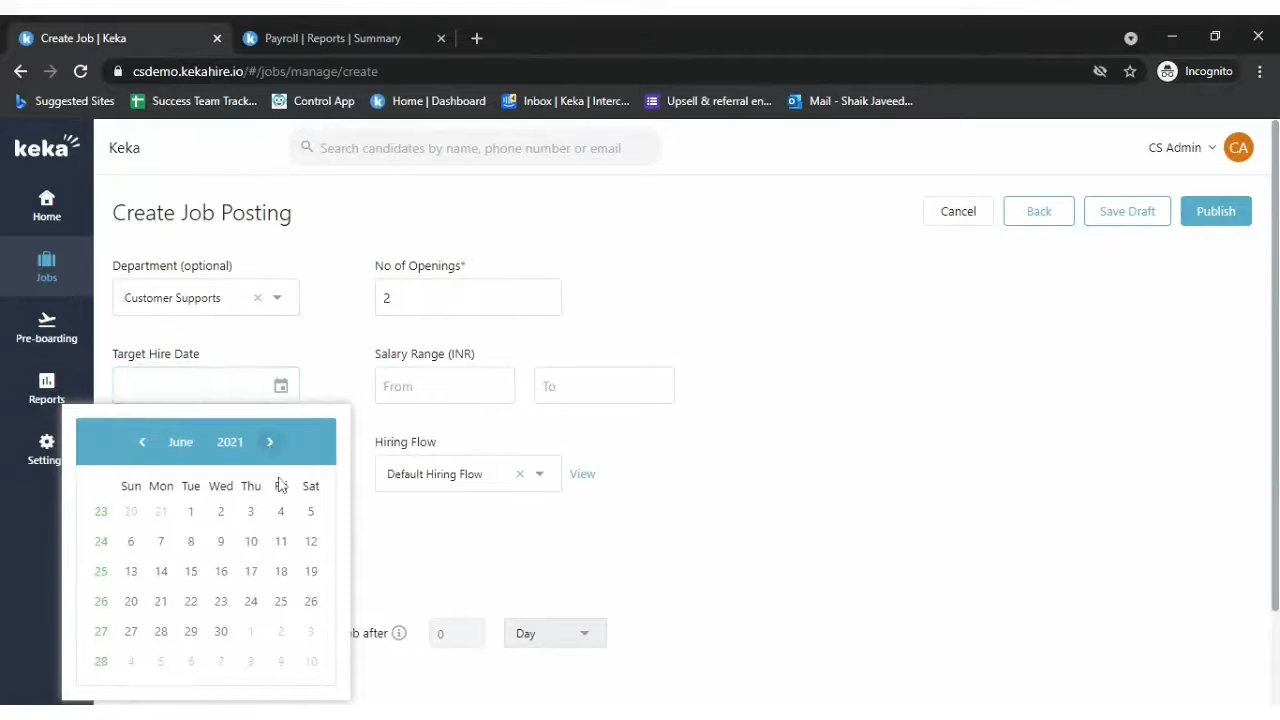 Create Job | Keka
Payroll | Reports | Summary
csdemo.kekahire.io/#/jobs/manage/create
Incognito
Suggested Sites
Success Team Track...
Control App
Home | Dashboard
Inbox | Keka | Interc...
Upsell & referral en...
Mail - Shaik Javeed...
keka
Keka
Search candidates by name, phone number or email
CS Admin
CA
Home
Jobs
Pre-boarding
Reports
Setting
Create Job Posting
Cancel
Back
Save Draft
Publish
Department (optional)
No of Openings*
Customer Supports
2
Target Hire Date
Salary Range (INR)
From
To
June 2021
Hiring Flow
Default Hiring Flow
View
Sun Mon Tue Wed Thu Sat
23 30 31 1 2 3 4 5
24 6 7 8 9 10 11 12
25 13 14 15 16 17 18 19
26 20 21 22 23 24 25 26
27 27 28 29 30 1 2 3
28 4 5 6 7 8 9 10
after
0
Day